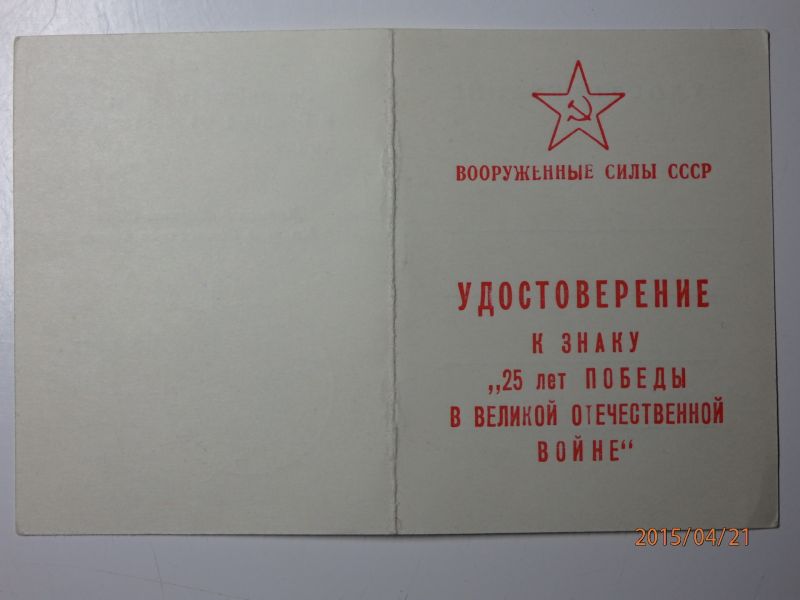 ВООРУЖЕННЫЕ СИЛЫ СССР
УДОСТОВЕРЕНИЕ
К ЗНАКУ
„25 лет ПОБЕДЫ
В ВЕЛИКОЙ ОТЕЧЕСТВЕННОЙ
ВОЙНЕ“
2015/04/21